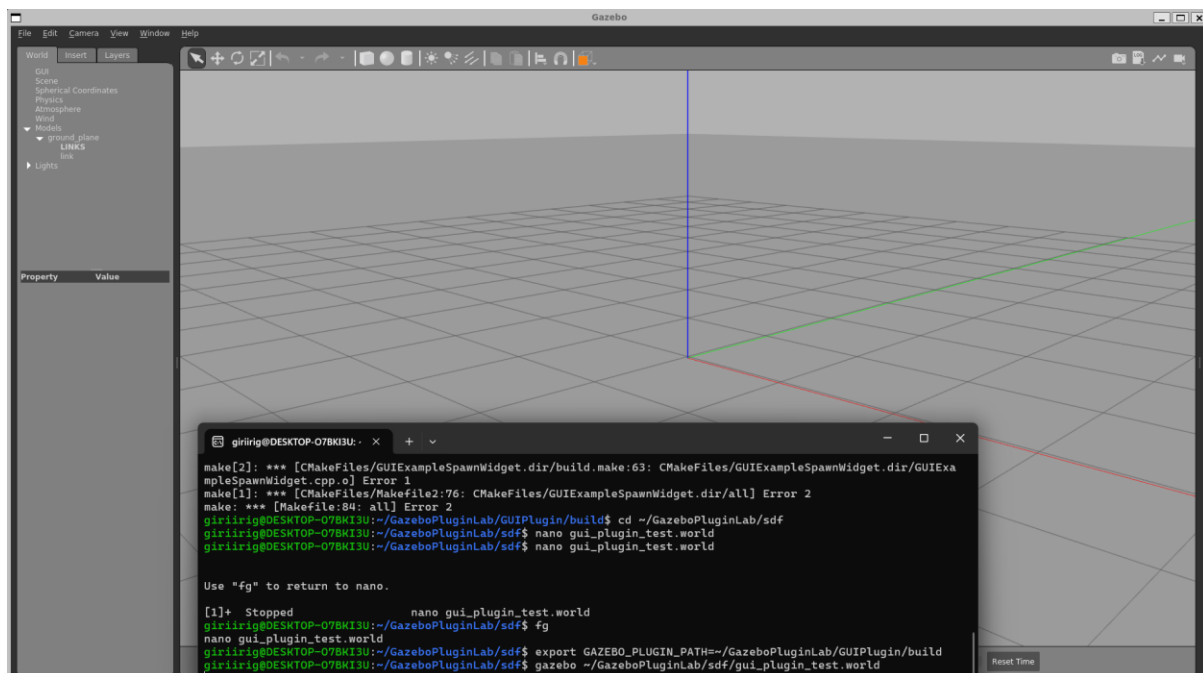 Gazebo
File Edit Camera View Window Help
World Insert Layers
GUI
Scene
Spherical Coordinates
Physics
Atmosphere
Wind
Models
ground_plane
LINKS
link
Lights
Property Value
giriirig@DESKTOP-O7BKI3U: -
make[2]: *** [CMakeFiles/GUIExampleSpawnWidget.dir/build.make:63: CMakeFiles/GUIExampleSpawnWidget.dir/GUIExa
mpleSpawnWidget.cpp.o] Error 1
make[1]: *** [CMakeFiles/Makefile2:76: CMakeFiles/GUIExampleSpawnWidget.dir/all] Error 2
make: *** [Makefile:84: all] Error 2
giriirig@DESKTOP-O7BKI3U:~/GazeboPluginLab/GUIPlugin/build$ cd ~/GazeboPluginLab/sdf
giriirig@DESKTOP-O7BKI3U:~/GazeboPluginLab/sdf$ nano gui_plugin_test.world
giriirig@DESKTOP-O7BKI3U:~/GazeboPluginLab/sdf$ nano gui_plugin_test.world
Use "fg" to return to nano.
[1]+ Stopped nano gui_plugin_test.world
giriirig@DESKTOP-O7BKI3U:~/GazeboPluginLab/sdf$ fg
nano gui_plugin_test.world
giriirig@DESKTOP-O7BKI3U:~/GazeboPluginLab/sdf$ export GAZEBO_PLUGIN_PATH=~/GazeboPluginLab/GUIPlugin/build
giriirig@DESKTOP-O7BKI3U:~/GazeboPluginLab/sdf$ gazebo ~/GazeboPluginLab/sdf/gui_plugin_test.world
Reset Time